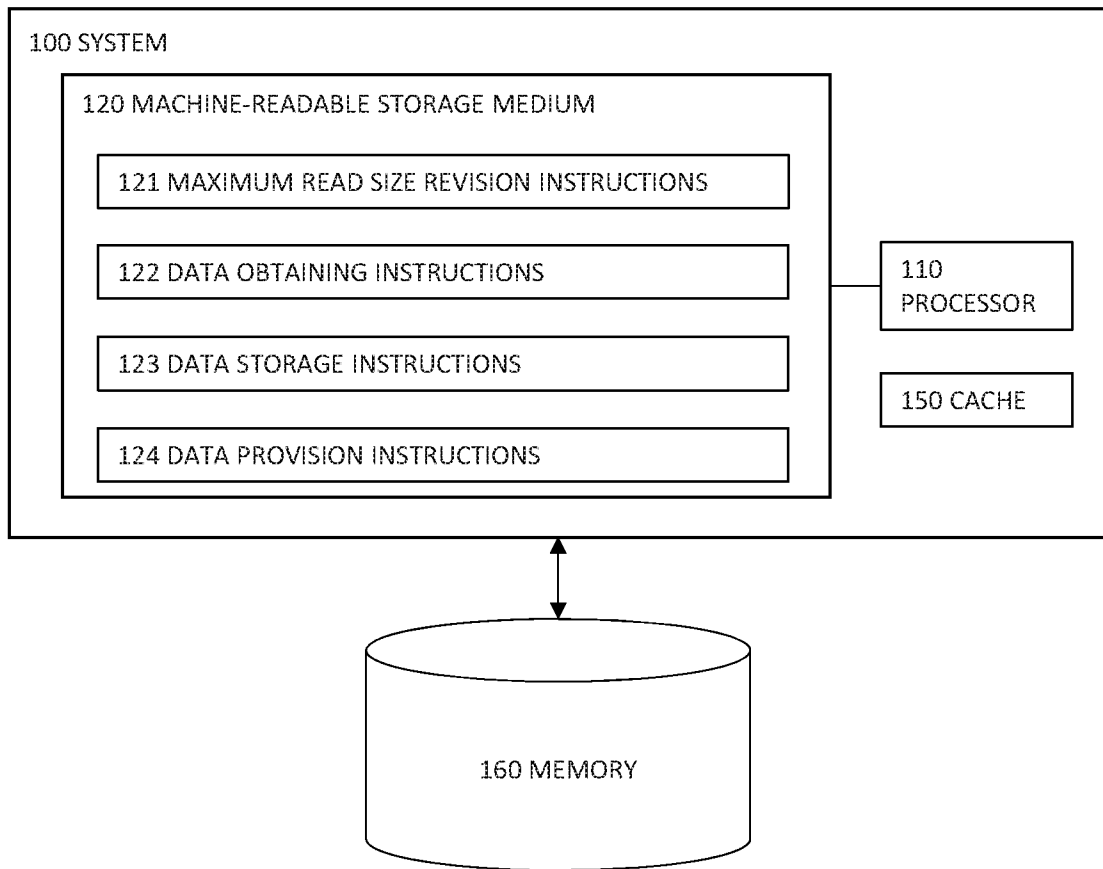 100 SYSTEM
120 MACHINE-READABLE STORAGE MEDIUM
121 MAXIMUM READ SIZE REVISION INSTRUCTIONS
122 DATA OBTAINING INSTRUCTIONS
123 DATA STORAGE INSTRUCTIONS
124 DATA PROVISION INSTRUCTIONS
110
PROCESSOR
150 CACHE
160 MEMORY